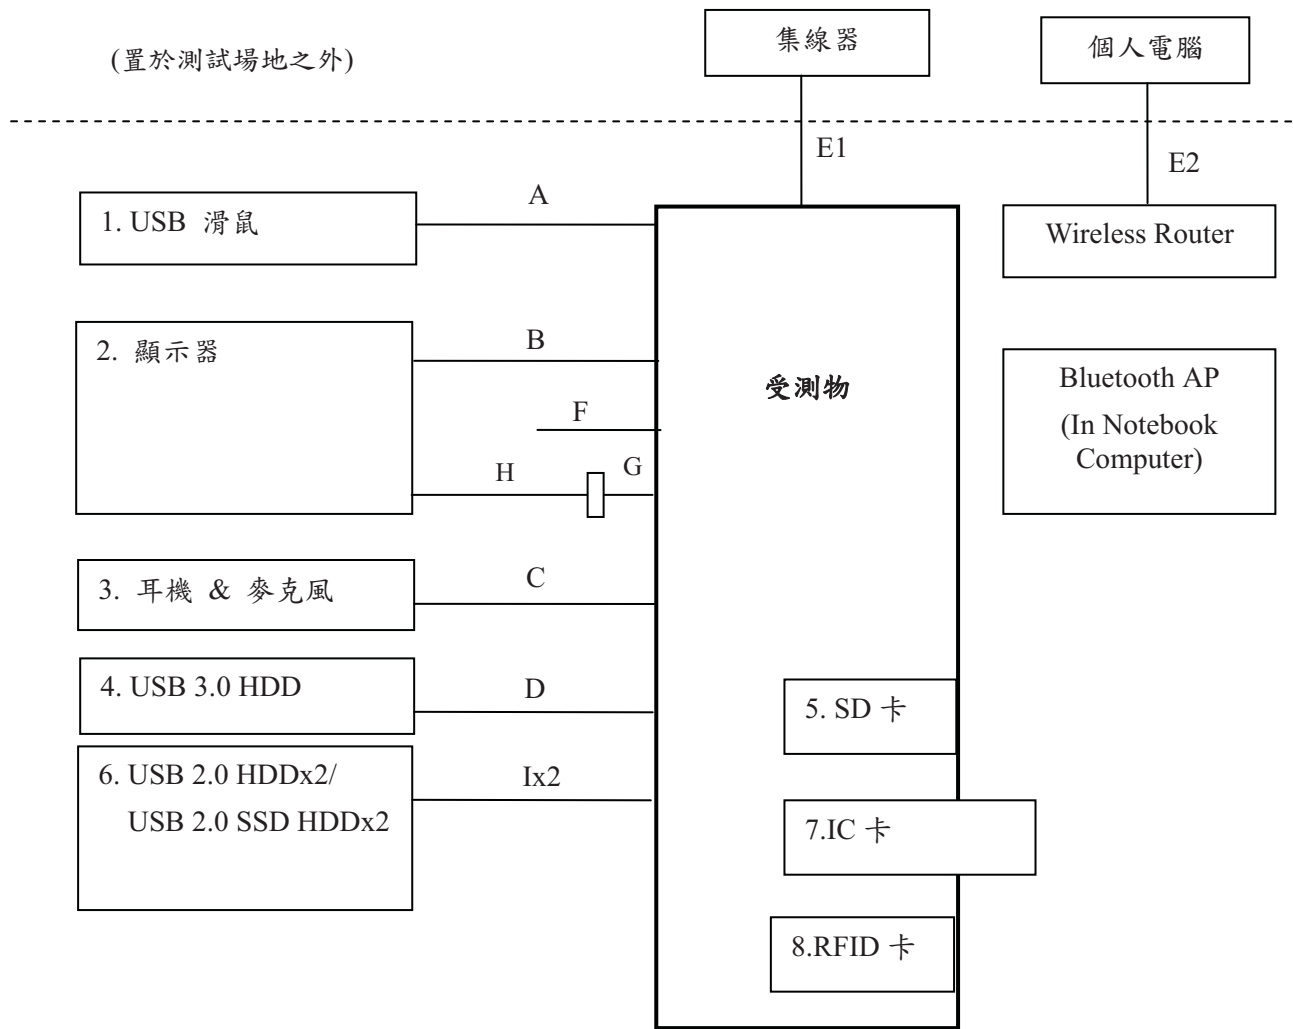 (置於測試場地之外)
集線器
個人電腦
E1
E2
1. USB 滑鼠
A
Wireless Router
2. 顯示器
B
F
H
G
受測物
Bluetooth AP
(In Notebook
Computer)
3. 耳機 & 麥克風
C
4. USB 3.0 HDD
D
5. SD 卡
6. USB 2.0 HDDx2/
USB 2.0 SSD HDDx2
Ix2
7.IC 卡
8.RFID 卡